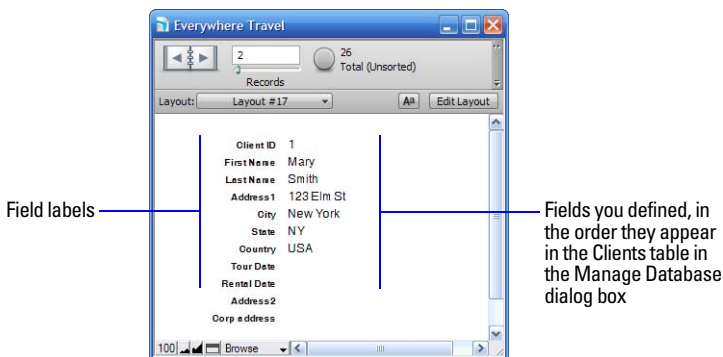 Everywhere Travel
2
26
Total (Unsorted)
Records
Layout: Layout #17 Aa Edit Layout
Client ID 1
First Name Mary
Last Name Smith
Address1 123 Elm St
City New York
State NY
Country USA
Tour Date
Rental Date
Address2
Corp address
100 Browse
Field labels
Fields you defined, in
the order they appear
in the Clients table in
the Manage Database
dialog box